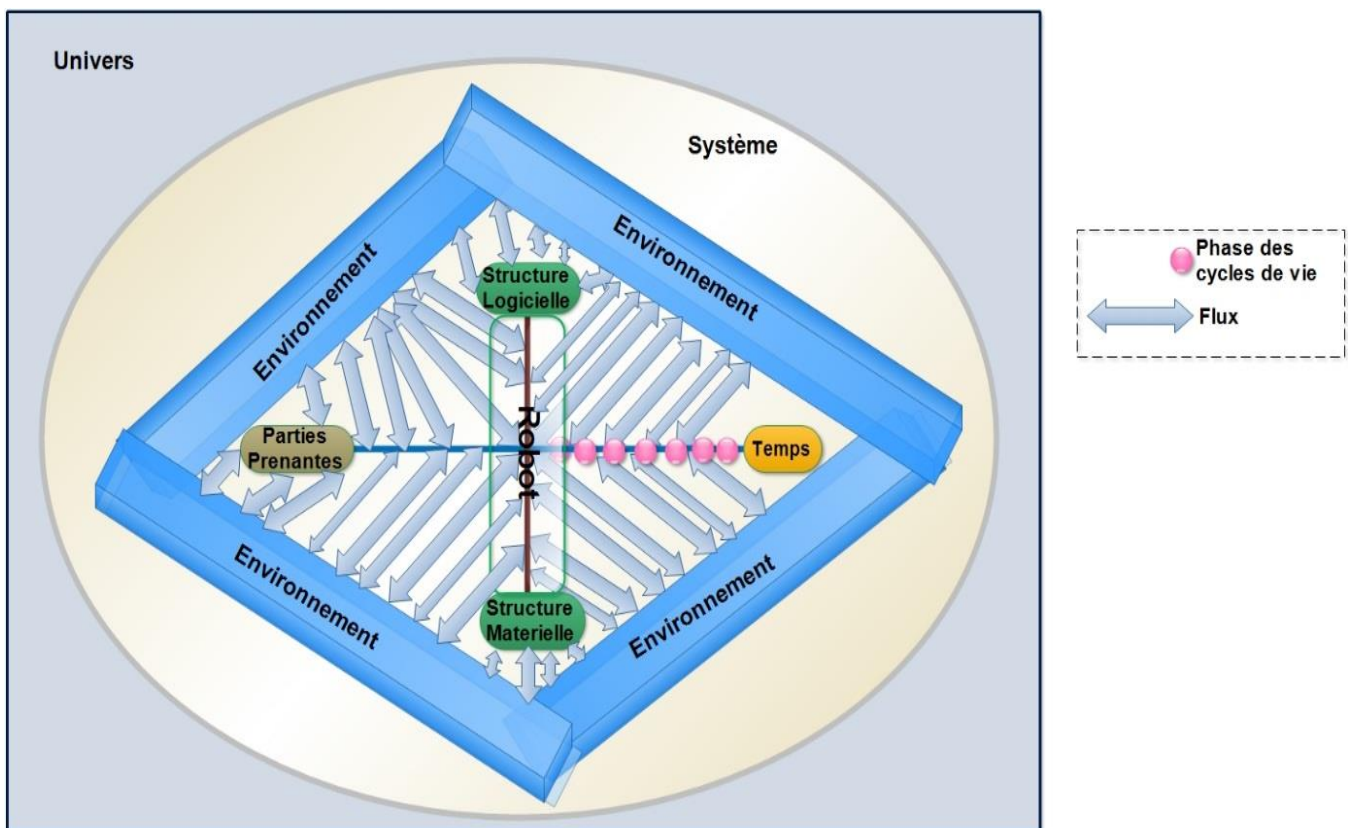 Univers
Système
Environnement
Environnement
Structure
Logicielle
Phase des
cycles de vie
Flux
Robot
Parties
Prenantes
Temps
Structure
Materielle
Environnement
Environnement